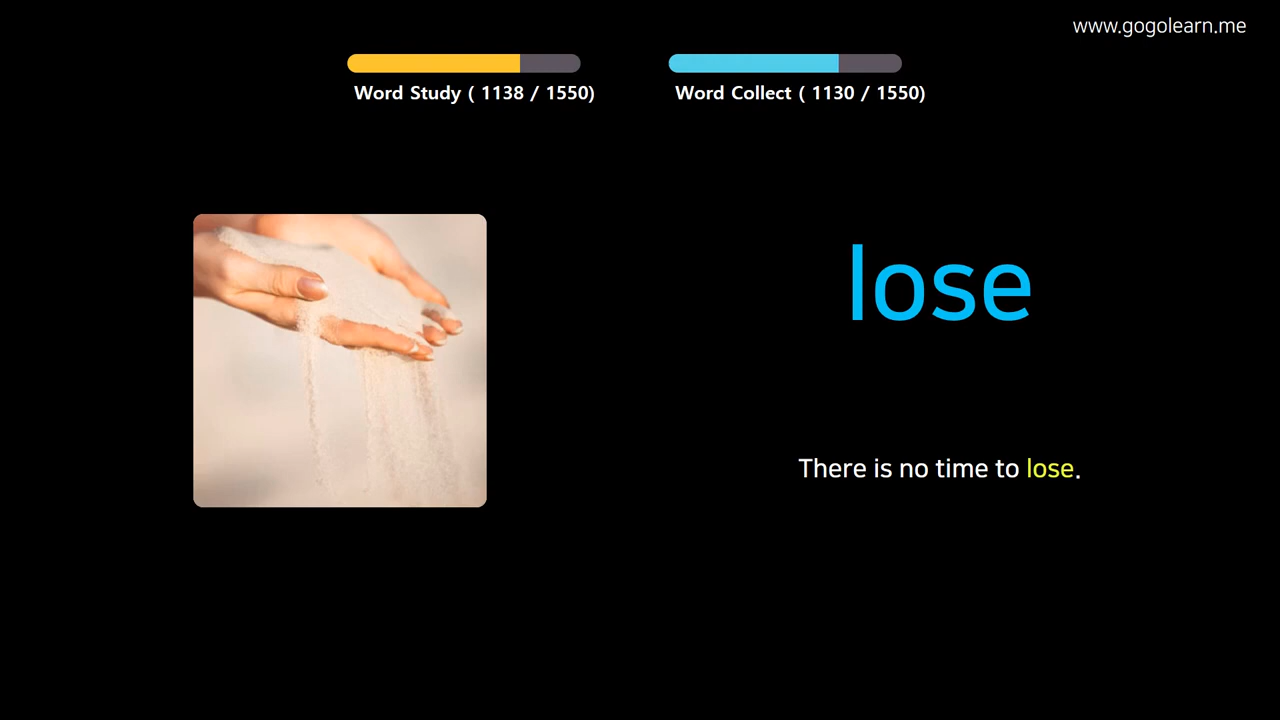 www.gogolearn.me
Word Study ( 1138 / 1550)
Word Collect ( 1130 / 1550)
lose
There is no time to lose.